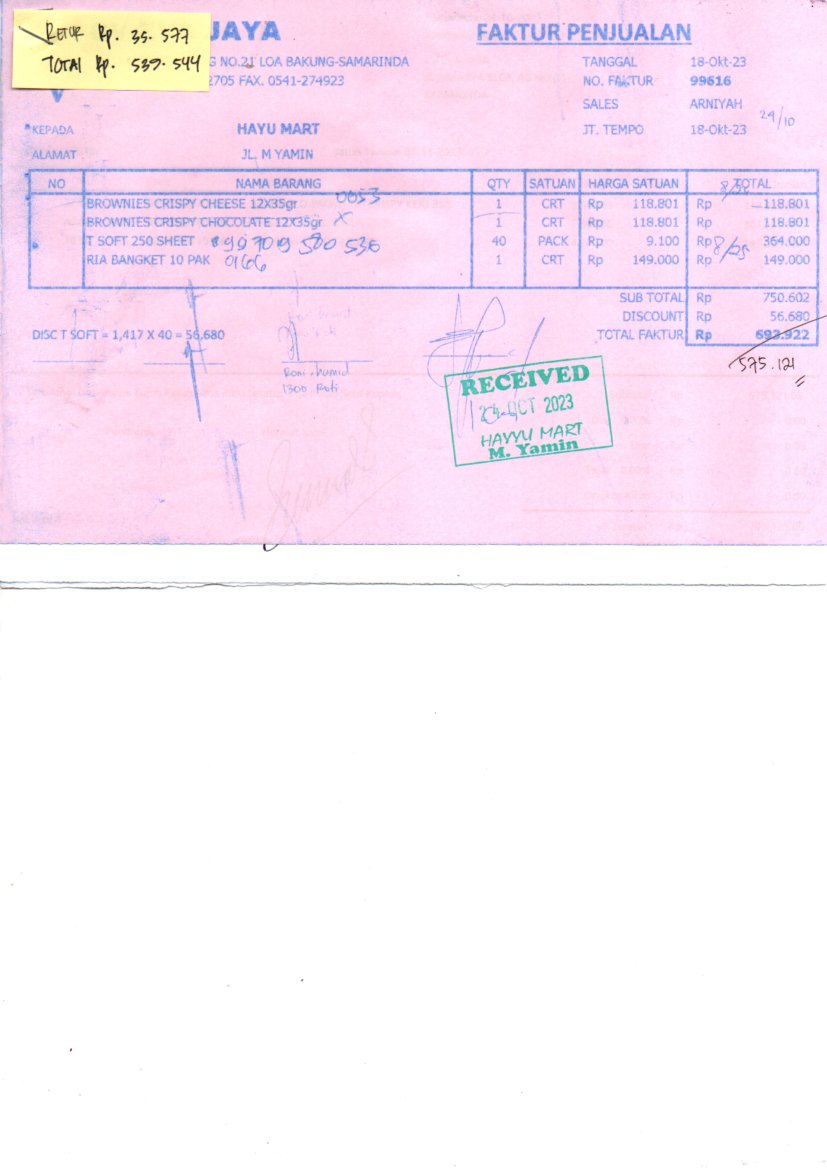 RETUR Rp. 35.577
TOTAL Rp. 539.544
JAYA
FAKTUR PENJUALAN
G NO.21 LOA BAKUNG-SAMARINDA
2705 FAX. 0541-274923
TANGGAL 18-Okt-23
NO. FAKTUR 99616
SALES ARNIYAH
JT. TEMPO 18-Okt-23
KEPADA HAYU MART
ALAMAT JL. M YAMIN
NO NAMA BARANG QTY SATUAN HARGA SATUAN TOTAL
BROWNIES CRISPY CHEESE 12X35gr 0053 1 CRT Rp 118.801 Rp 118.801
BROWNIES CRISPY CHOCOLATE 12X35gr X 1 CRT Rp 118.801 Rp 118.801
T SOFT 250 SHEET 40 PACK Rp 9.100 Rp 364.000
RIA BANGKET 10 PAK 0166 1 CRT Rp 149.000 Rp 149.000
SUB TOTAL Rp 750.602
DISCOUNT Rp 56.680
TOTAL FAKTUR Rp 693.922
DISC T SOFT = 1,417 X 40 = 56,680
575.121
RECEIVED
24 OCT 2023
HAYYU MART
M. Yamin